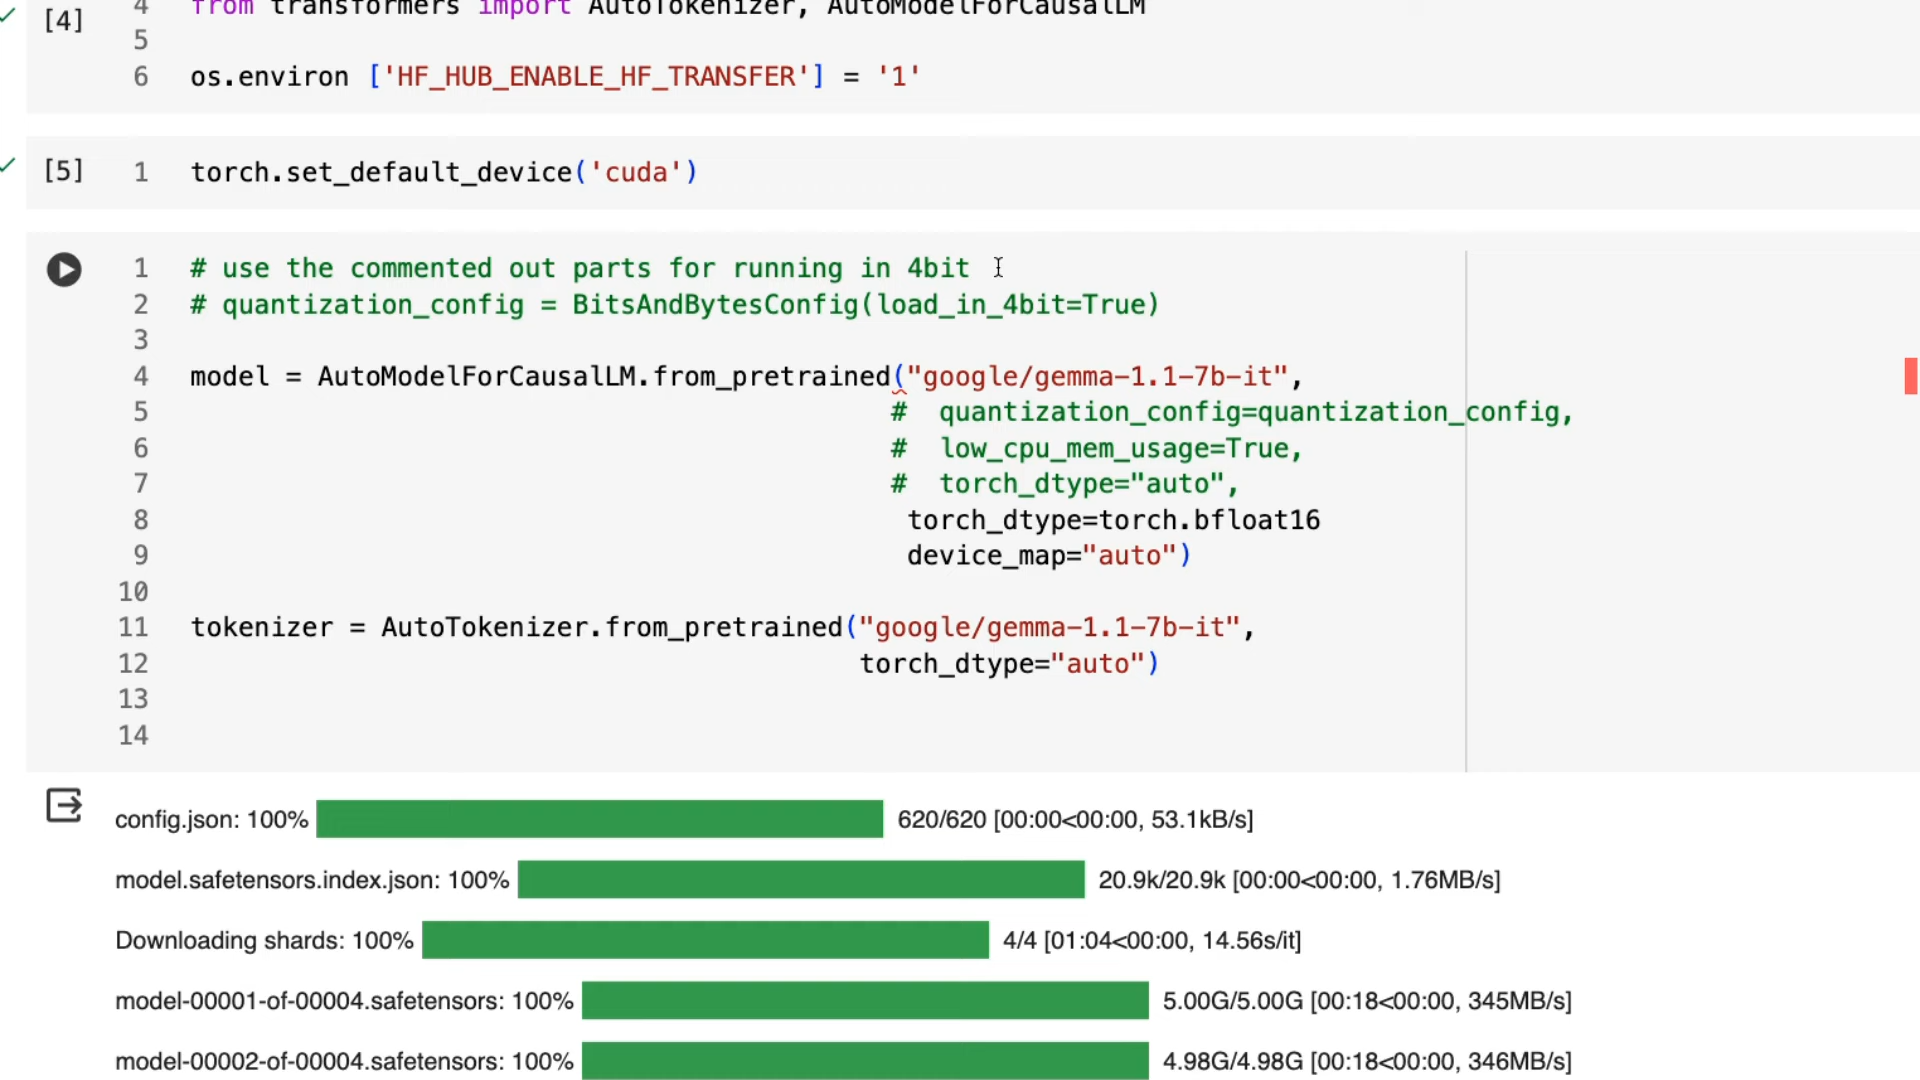 [4] 4 from transformers import AutoTokenizer, AutoModelForCausalLM
5
6 os.environ ['HF_HUB_ENABLE_HF_TRANSFER'] = '1'
[5] 1 torch.set_default_device('cuda')
1 # use the commented out parts for running in 4bit
2 # quantization_config = BitsAndBytesConfig(load_in_4bit=True)
3
4 model = AutoModelForCausalLM.from_pretrained("google/gemma-1.1-7b-it",
5 # quantization_config=quantization_config,
6 # low_cpu_mem_usage=True,
7 # torch_dtype="auto",
8 torch_dtype=torch.bfloat16
9 device_map="auto")
10
11 tokenizer = AutoTokenizer.from_pretrained("google/gemma-1.1-7b-it",
12 torch_dtype="auto")
13
14
config.json: 100% 620/620 [00:00<00:00, 53.1kB/s]
model.safetensors.index.json: 100% 20.9k/20.9k [00:00<00:00, 1.76MB/s]
Downloading shards: 100% 4/4 [01:04<00:00, 14.56s/it]
model-00001-of-00004.safetensors: 100% 5.00G/5.00G [00:18<00:00, 345MB/s]
model-00002-of-00004.safetensors: 100% 4.98G/4.98G [00:18<00:00, 346MB/s]